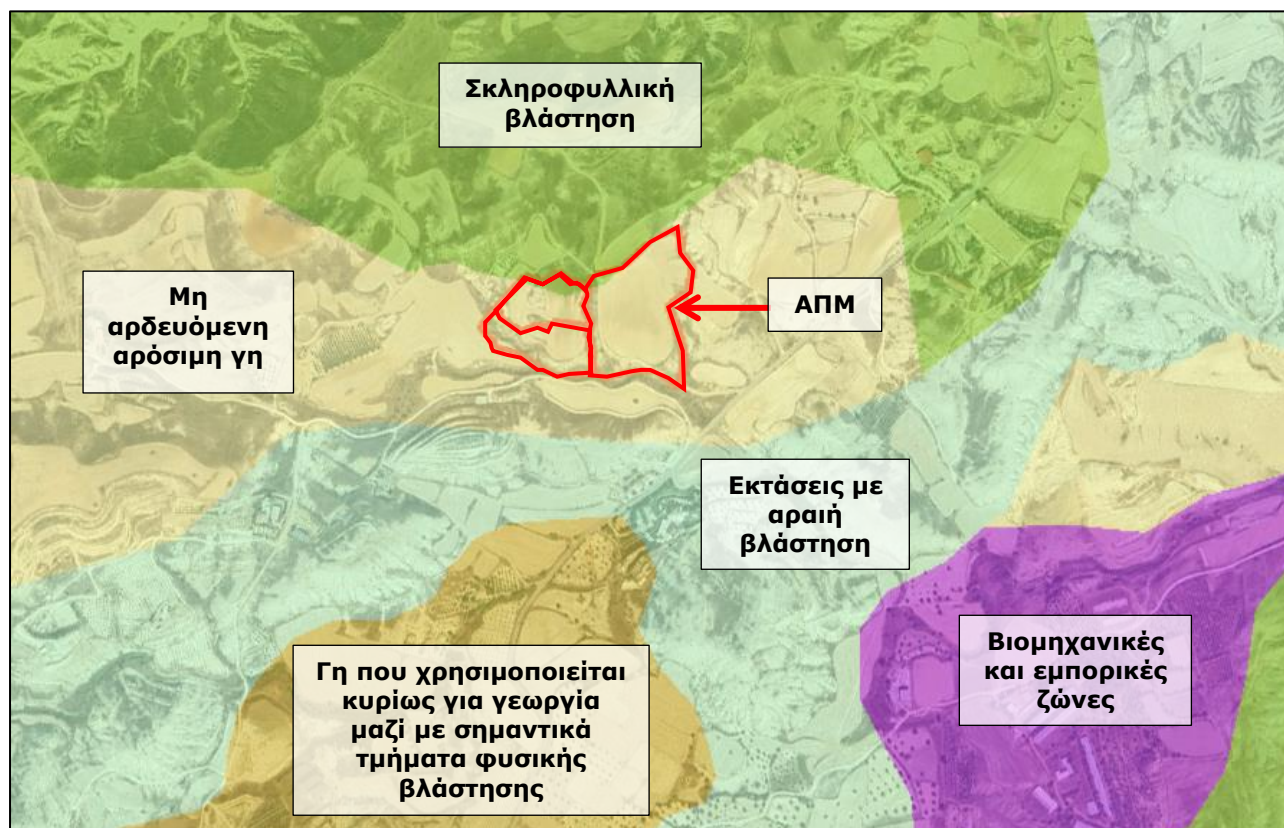 Σκληροφυλλική
βλάστηση
Μη
αρδευόμενη
αρόσιμη γη
ΑΠΜ
Εκτάσεις με
αραιή
βλάστηση
Γη που χρησιμοποιείται
κυρίως για γεωργία
μαζί με σημαντικά
τμήματα φυσικής
βλάστησης
Βιομηχανικές
και εμπορικές
ζώνες